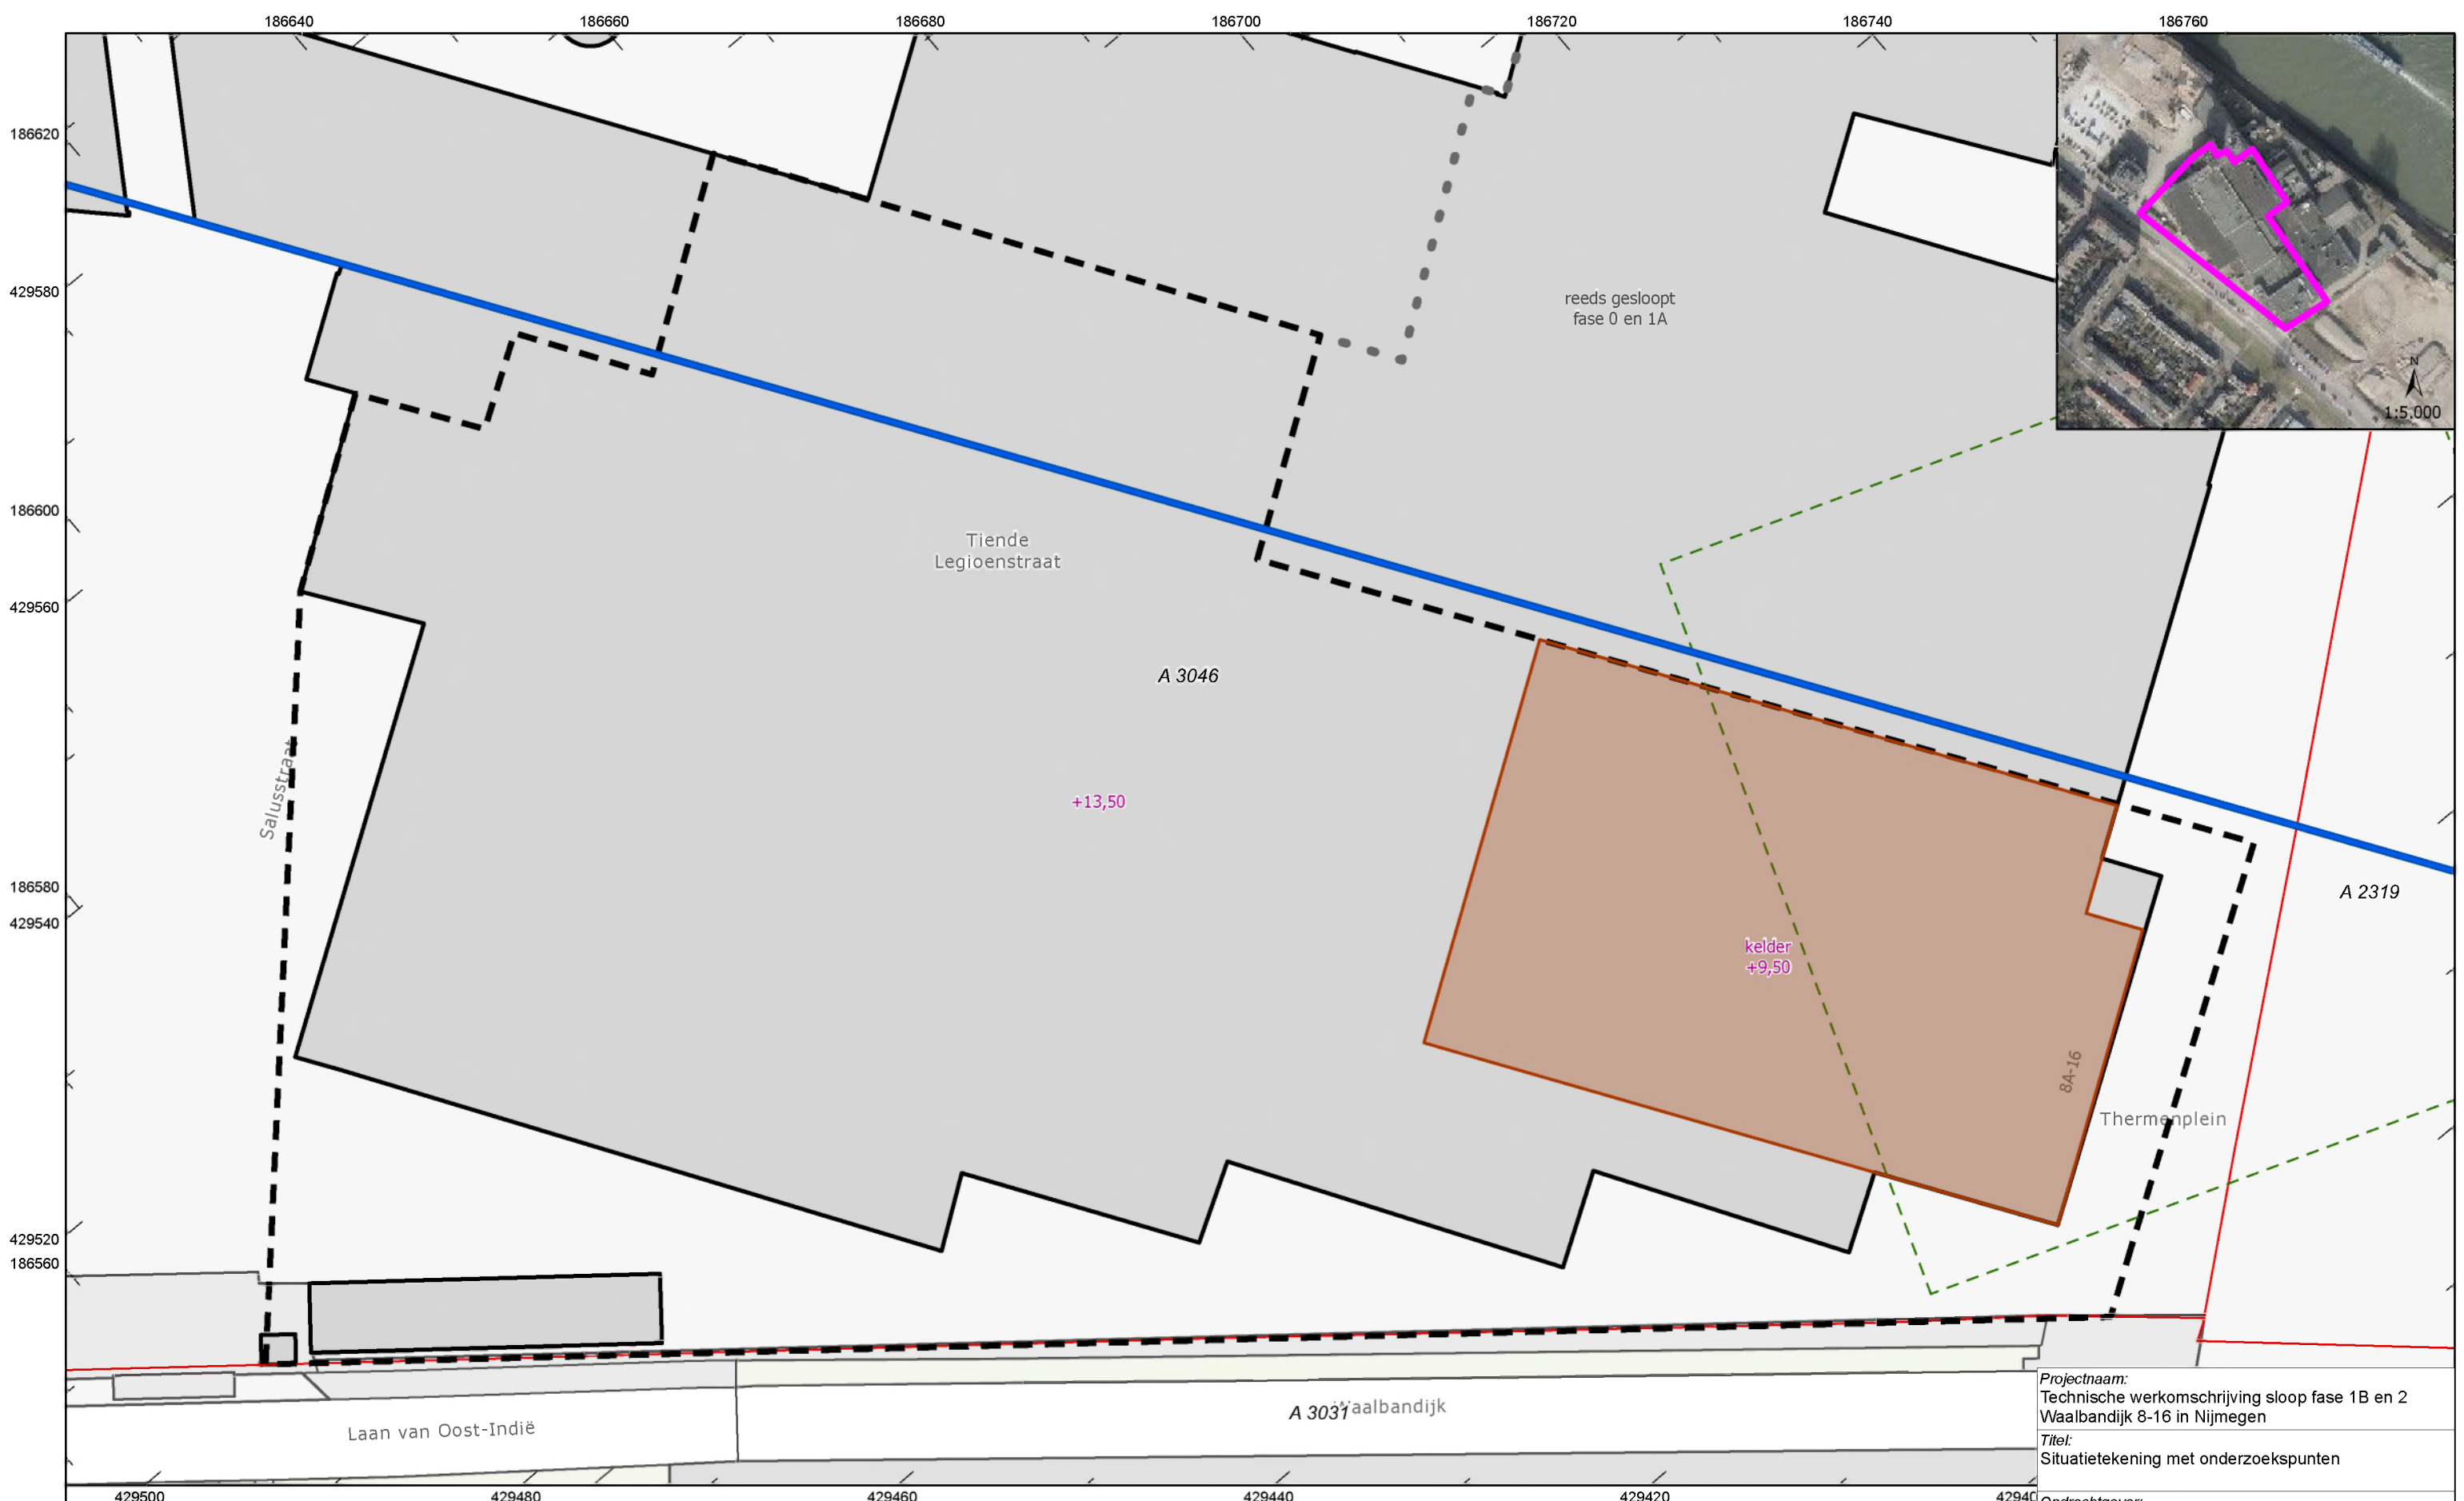 186640
186660
186680
186700
186720
186740
186760
186620
429580
186600
429560
186580
429540
429520
186560
reeds gesloopt
fase 0 en 1A
N
1:5.000
Tiende
Legioenstraat
A 3046
Salusstraat
+13,50
A 2319
kelder
+9,50
8A-16
Thermenplein
Laan van Oost-Indië
A 3031
Waalbandijk
Projectnaam:
Technische werkomschrijving sloop fase 1B en 2
Waalbandijk 8-16 in Nijmegen
Titel:
Situatietekening met onderzoekspunten
429500
429480
429460
429440
429420